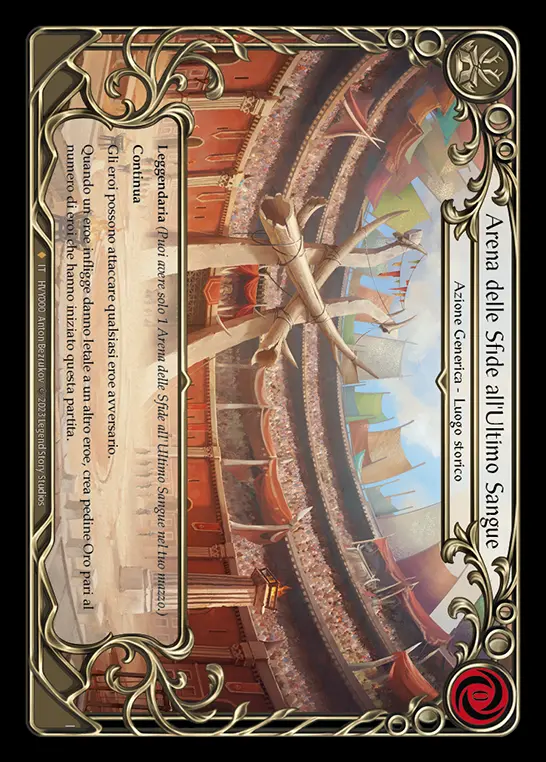 Arena delle Sfide all'Ultimo Sangue
Azione Generica - Luogo storico
0
Leggendaria (Puoi avere solo 1 Arena delle Sfide all'Ultimo Sangue nel tuo mazzo.)
Continua
Gli eroi possono attaccare qualsiasi eroe avversario.
Quando un eroe infligge danno letale a un altro eroe, crea pedine Oro pari al
numero di eroi che hanno iniziato questa partita.
IT HVY000 Anton Bezrukov © 2023 Legend Story Studios